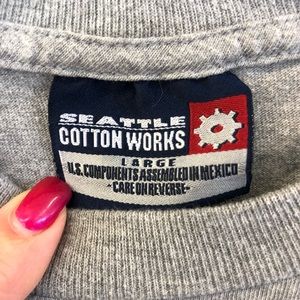 SEATTLE
COTTON WORKS
LARGE
U.S. COMPONENTS ASSEMBLED IN MEXICO
-CARE ON REVERSE-